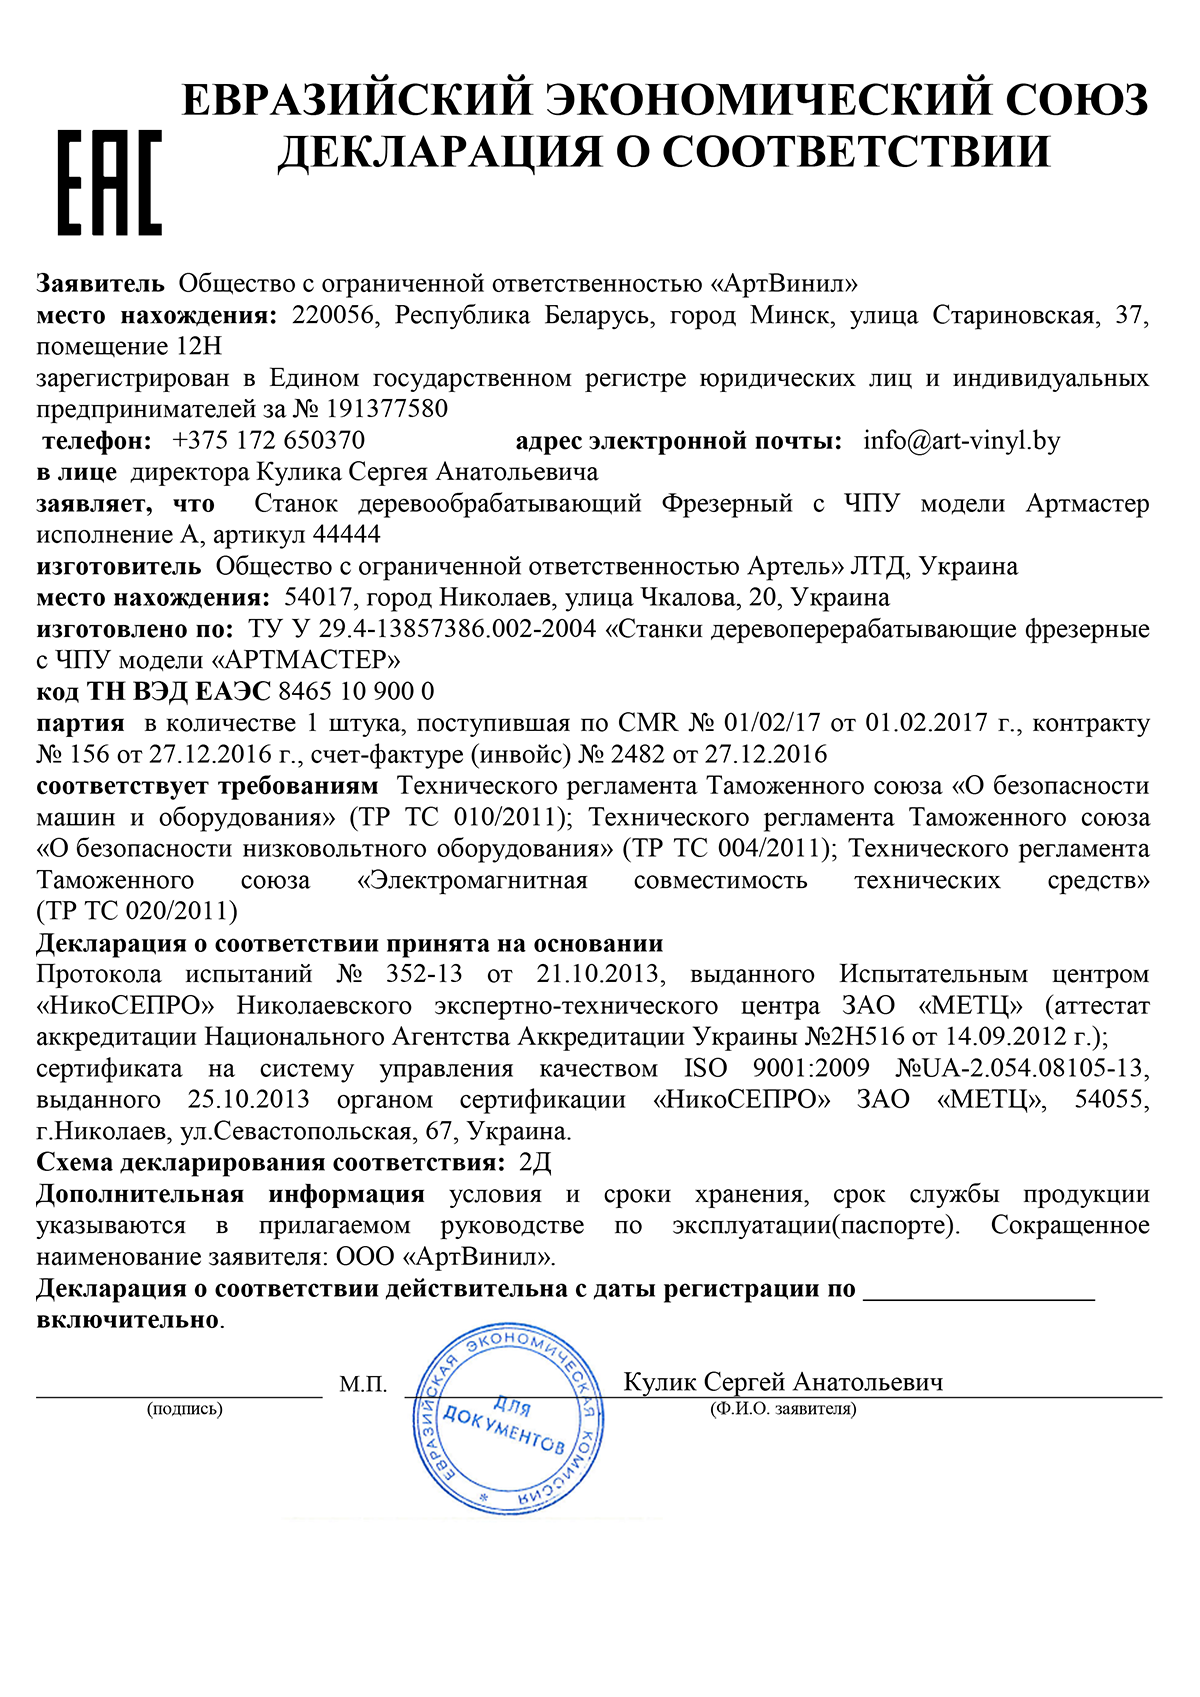 ЕВРАЗИЙСКИЙ ЭКОНОМИЧЕСКИЙ СОЮЗ
ДЕКЛАРАЦИЯ О СООТВЕТСТВИИ
ЕАС
Заявитель Общество с ограниченной ответственностью «АртВинил»
место нахождения: 220056, Республика Беларусь, город Минск, улица Стариновская, 37,
помещение 12Н
зарегистрирован в Едином государственном регистре юридических лиц и индивидуальных
предпринимателей за № 191377580
телефон: +375 172 650370 адрес электронной почты: info@art-vinyl.by
в лице директора Кулика Сергея Анатольевича
заявляет, что Станок деревообрабатывающий Фрезерный с ЧПУ модели Артмастер
исполнение А, артикул 44444
изготовитель Общество с ограниченной ответственностью Артель» ЛТД, Украина
место нахождения: 54017, город Николаев, улица Чкалова, 20, Украина
изготовлено по: ТУ У 29.4-13857386.002-2004 «Станки деревоперерабатывающие фрезерные
с ЧПУ модели «АРТМАСТЕР»
код ТН ВЭД ЕАЭС 8465 10 900 0
партия в количестве 1 штука, поступившая по CMR № 01/02/17 от 01.02.2017 г., контракту
№ 156 от 27.12.2016 г., счет-фактуре (инвойс) № 2482 от 27.12.2016
соответствует требованиям Технического регламента Таможенного союза «О безопасности
машин и оборудования» (ТР ТС 010/2011); Технического регламента Таможенного союза
«О безопасности низковольтного оборудования» (ТР ТС 004/2011); Технического регламента
Таможенного союза «Электромагнитная совместимость технических средств»
(ТР ТС 020/2011)
Декларация о соответствии принята на основании
Протокола испытаний № 352-13 от 21.10.2013, выданного Испытательным центром
«НикоСЕПРО» Николаевского экспертно-технического центра ЗАО «МЕТЦ» (аттестат
аккредитации Национального Агентства Аккредитации Украины №2Н516 от 14.09.2012 г.);
сертификата на систему управления качеством ISO 9001:2009 №UA-2.054.08105-13,
выданного 25.10.2013 органом сертификации «НикоСЕПРО» ЗАО «МЕТЦ», 54055,
г.Николаев, ул.Севастопольская, 67, Украина.
Схема декларирования соответствия: 2Д
Дополнительная информация условия и сроки хранения, срок службы продукции
указываются в прилагаемом руководстве по эксплуатации(паспорте). Сокращенное
наименование заявителя: ООО «АртВинил».
Декларация о соответствии действительна с даты регистрации по _________________
включительно.
М.П. Кулик Сергей Анатольевич
(подпись) (Ф.И.О. заявителя)
ЕВРАЗИЙСКАЯ ЭКОНОМИЧЕСКАЯ КОМИССИЯ *
ДЛЯ
ДОКУМЕНТОВ